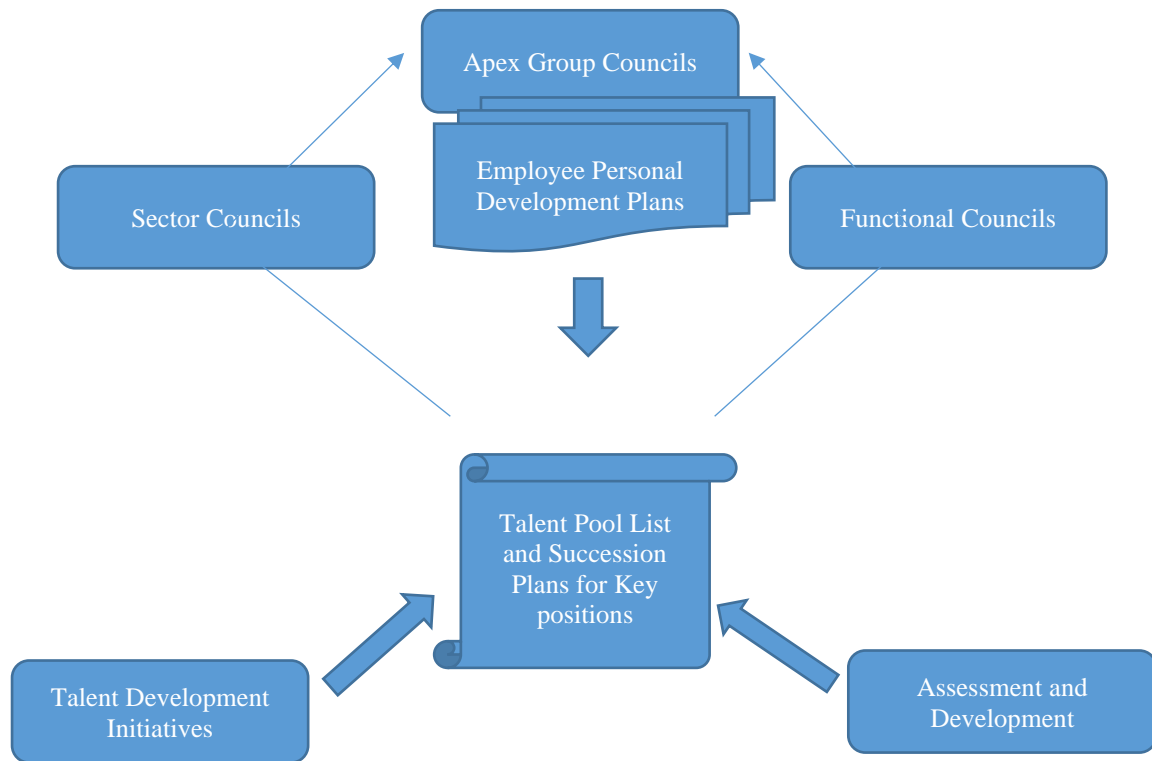 Apex Group Councils
Employee Personal
Development Plans
Sector Councils
Functional Councils
Talent Pool List
and Succession
Plans for Key
positions
Talent Development
Initiatives
Assessment and
Development